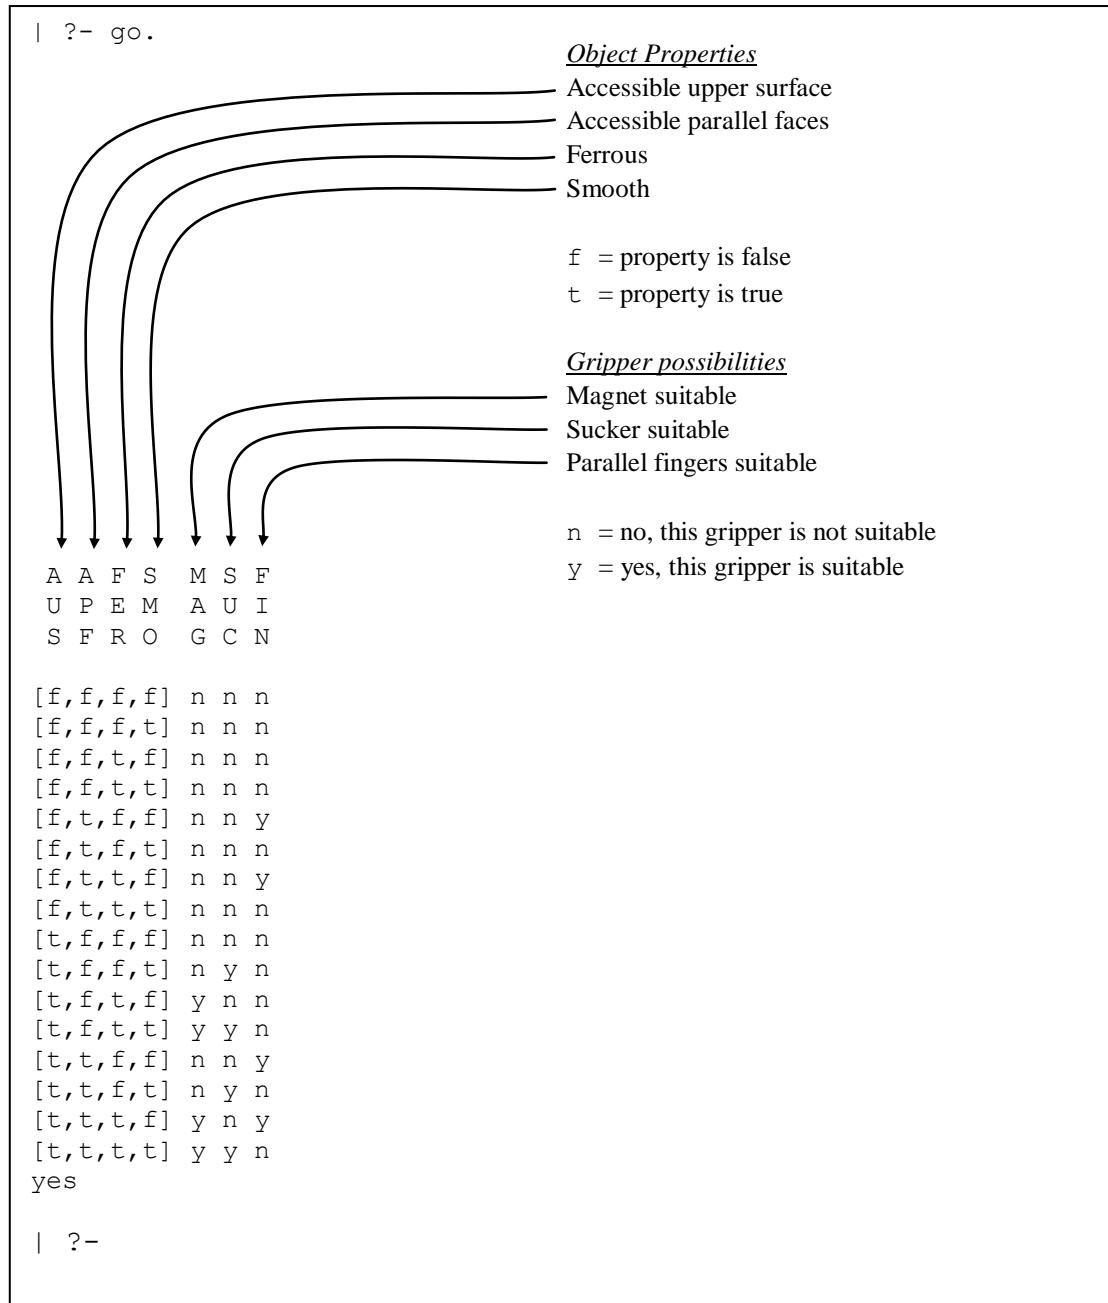 | ?- go.
Object Properties
Accessible upper surface
Accessible parallel faces
Ferrous
Smooth
f = property is false
t = property is true
Gripper possibilities
Magnet suitable
Sucker suitable
Parallel fingers suitable
n = no, this gripper is not suitable
y = yes, this gripper is suitable
A A F S M S F
U P E M A U I
S F R O G C N
[f,f,f,f] n n n
[f,f,f,t] n n n
[f,f,t,f] n n n
[f,f,t,t] n n n
[f,t,f,f] n n y
[f,t,f,t] n n n
[f,t,t,f] n n y
[f,t,t,t] n n n
[t,f,f,f] n n n
[t,f,f,t] n y n
[t,f,t,f] y n n
[t,f,t,t] y y n
[t,t,f,f] n n y
[t,t,f,t] n y n
[t,t,t,f] y n y
[t,t,t,t] y y n
yes
| ?-